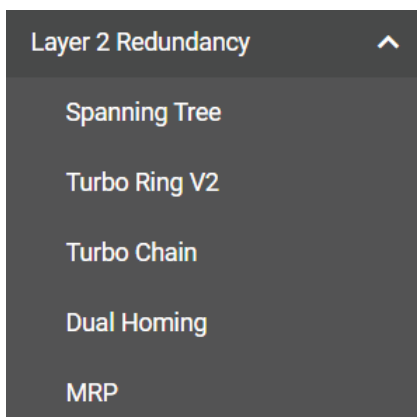 Layer 2 Redundancy
Spanning Tree
Turbo Ring V2
Turbo Chain
Dual Homing
MRP